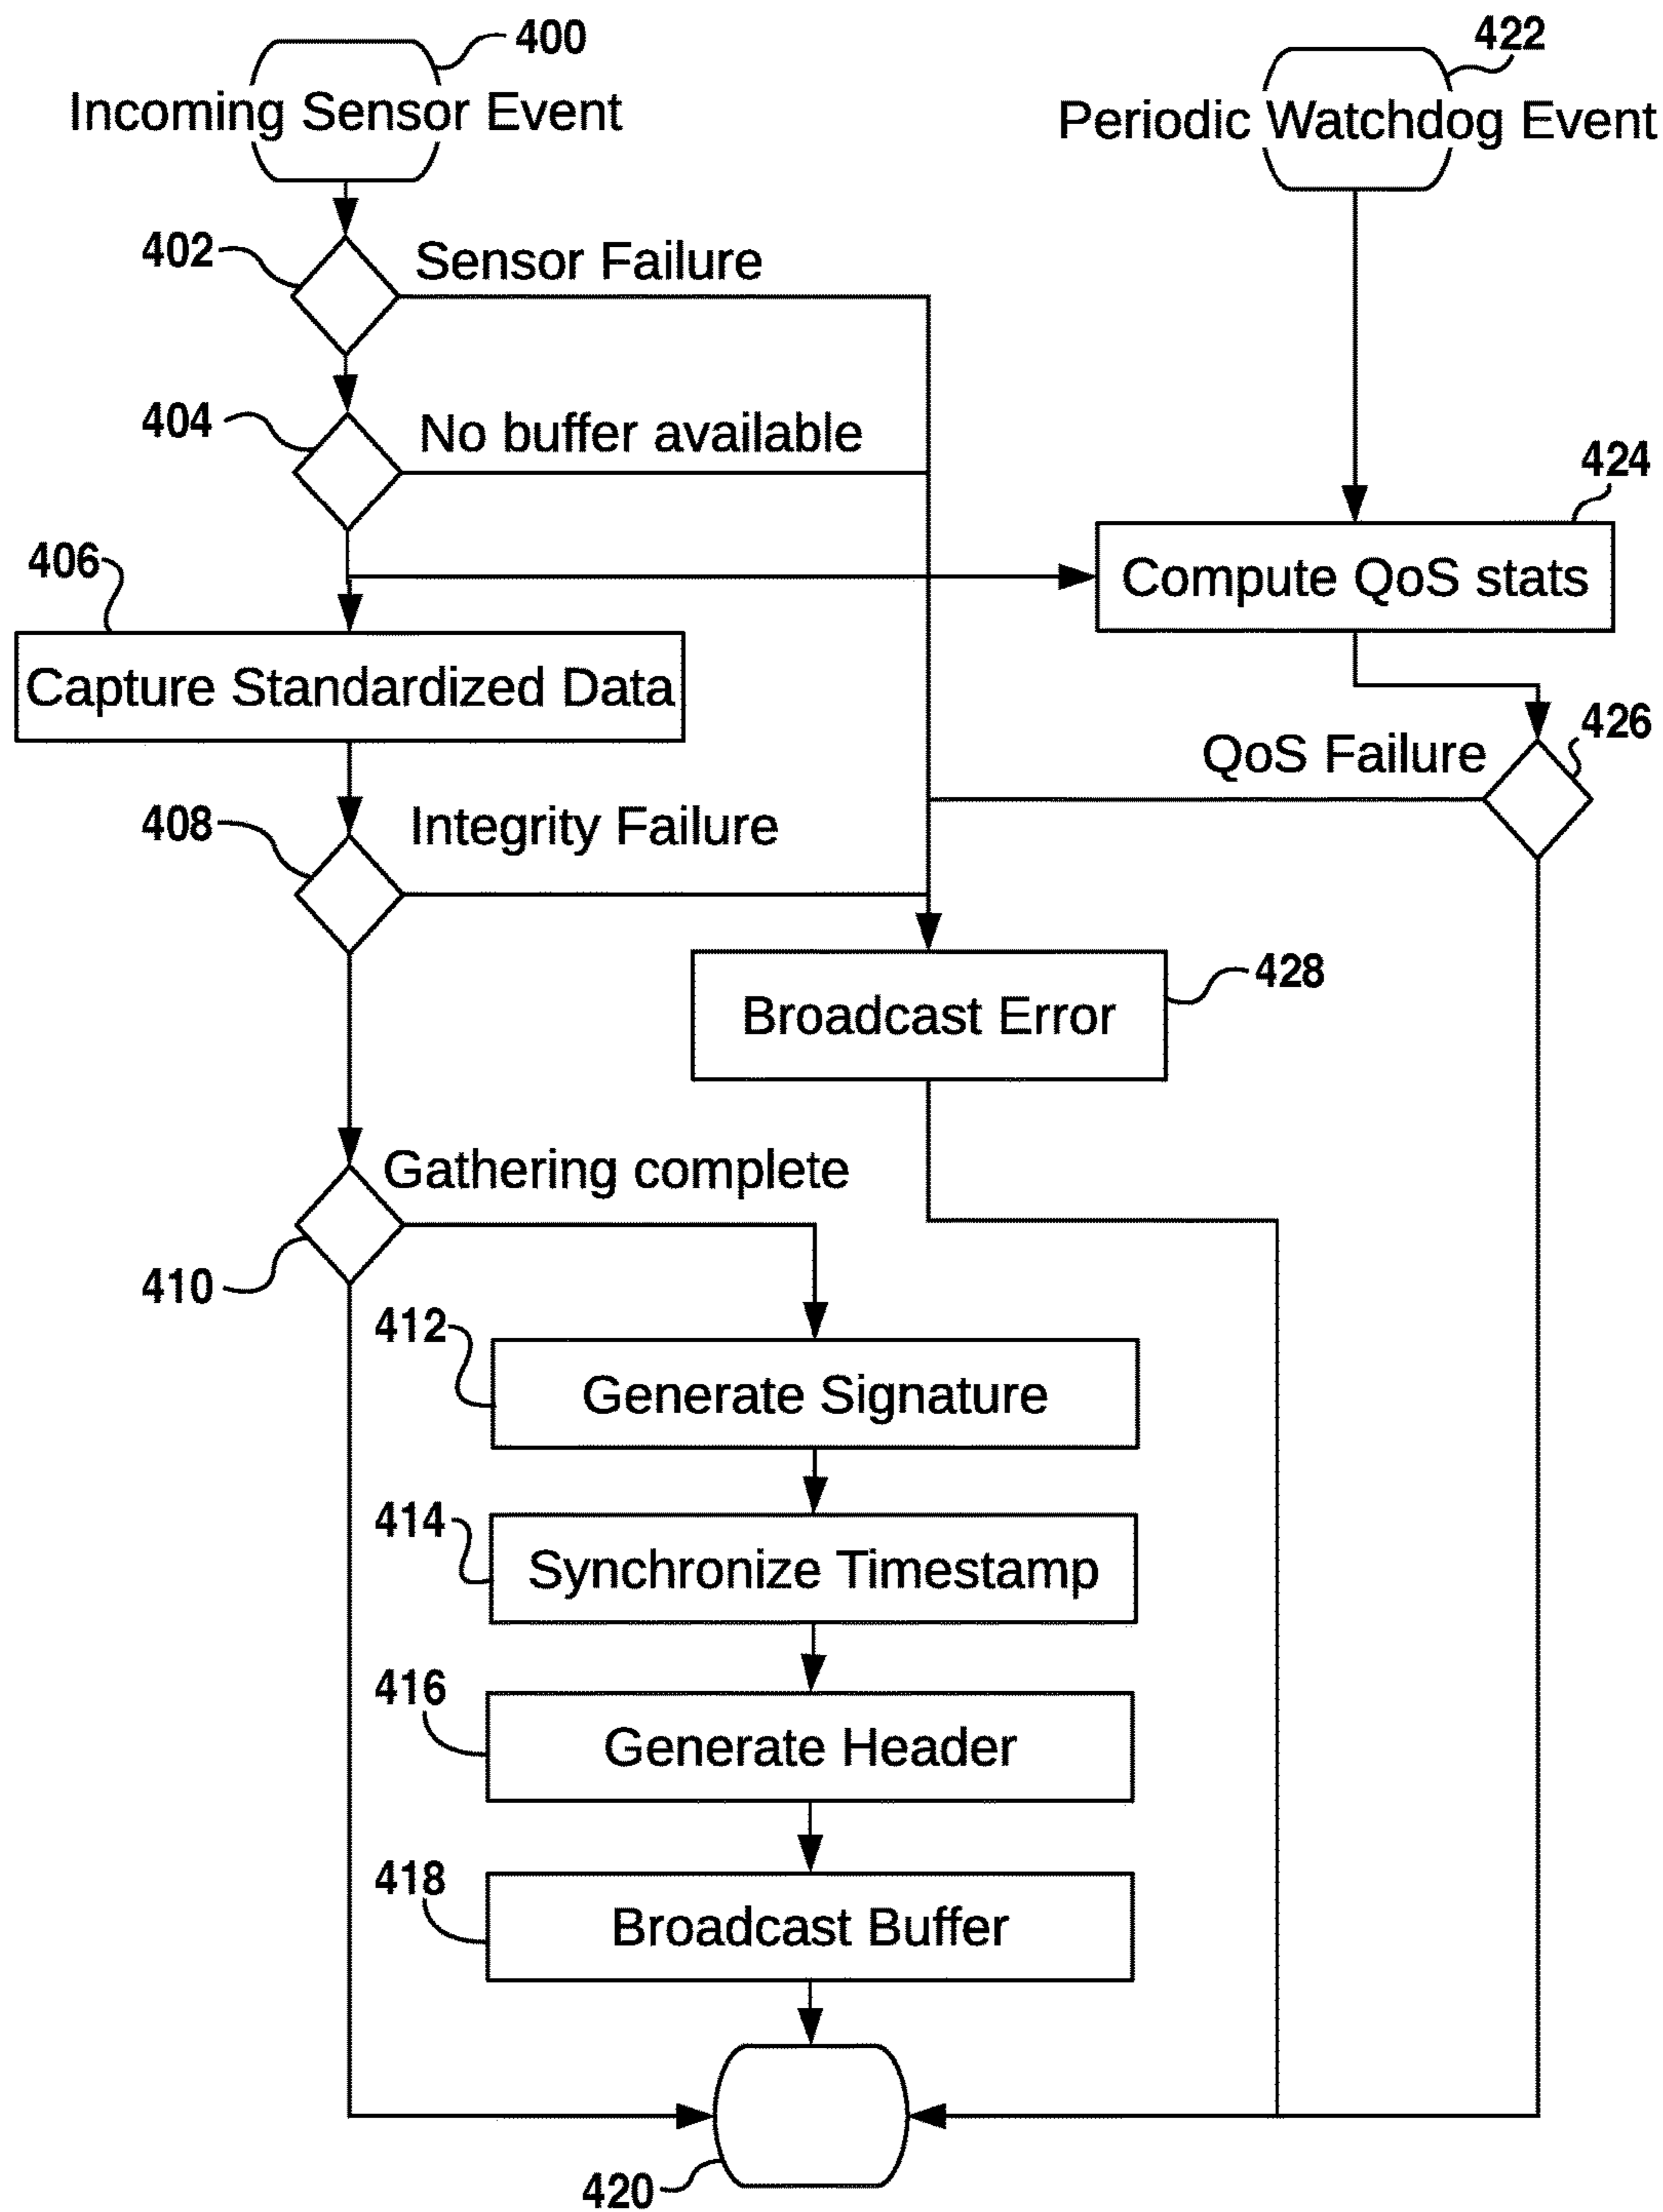 400
422
Incoming Sensor Event
Periodic Watchdog Event
402
Sensor Failure
404
No buffer available
424
406
Compute QoS stats
Capture Standardized Data
426
QoS Failure
408
Integrity Failure
428
Broadcast Error
Gathering complete
410
412
Generate Signature
414
Synchronize Timestamp
416
Generate Header
418
Broadcast Buffer
420